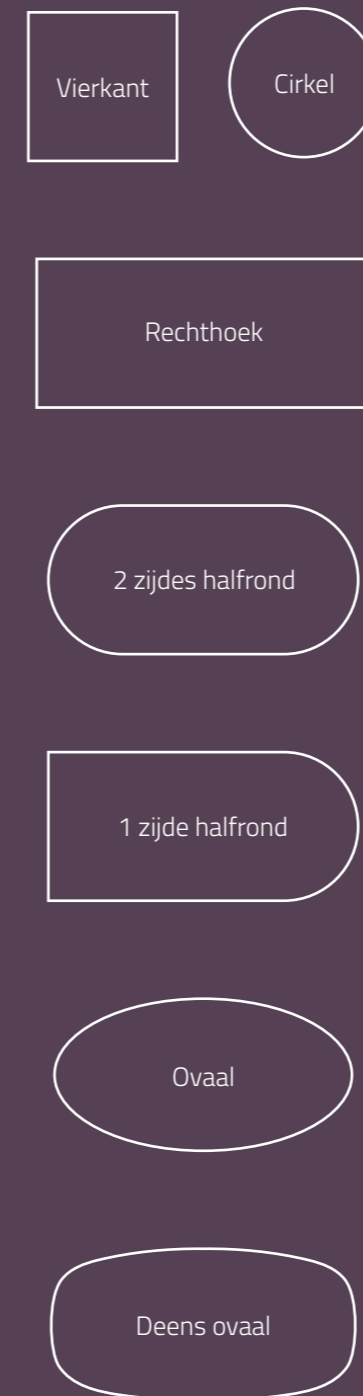 Vierkant
Cirkel
Rechthoek
2 zijdes halfrond
1 zijde halfrond
Ovaal
Deens ovaal